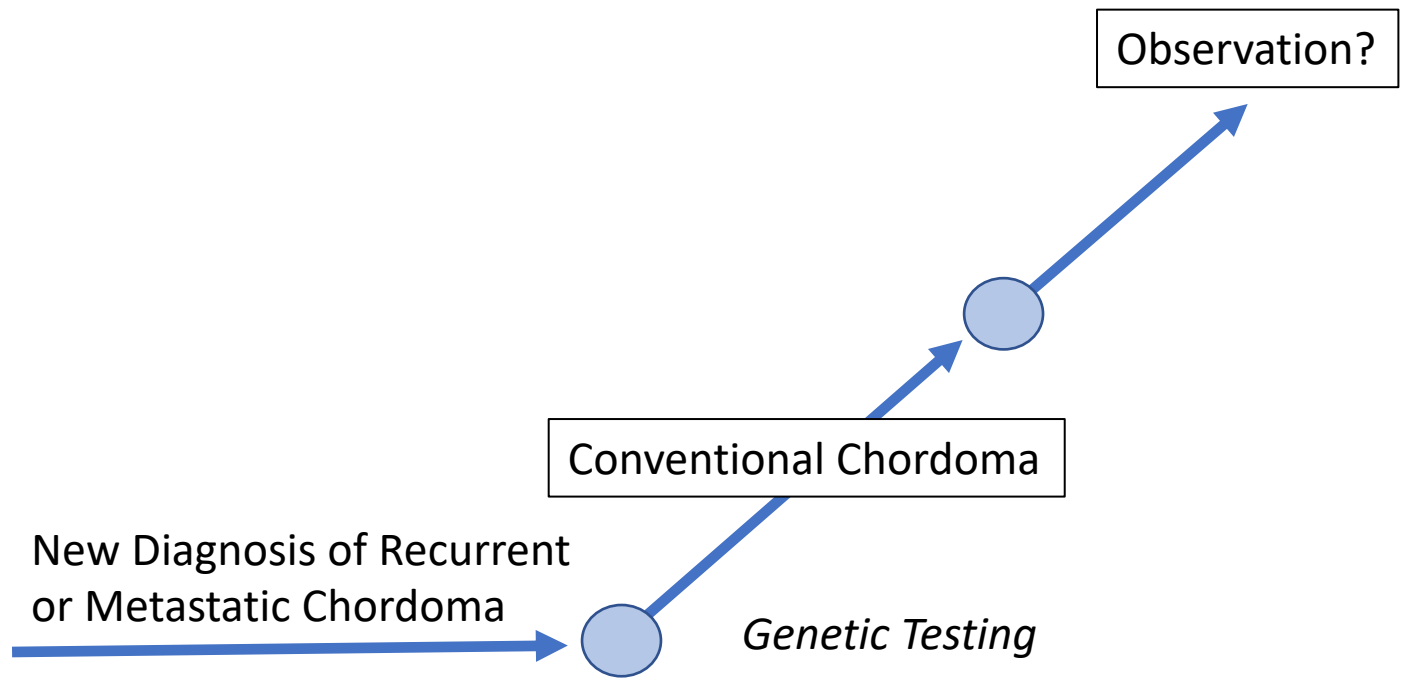 Observation?
Conventional Chordoma
New Diagnosis of Recurrent
or Metastatic Chordoma
Genetic Testing